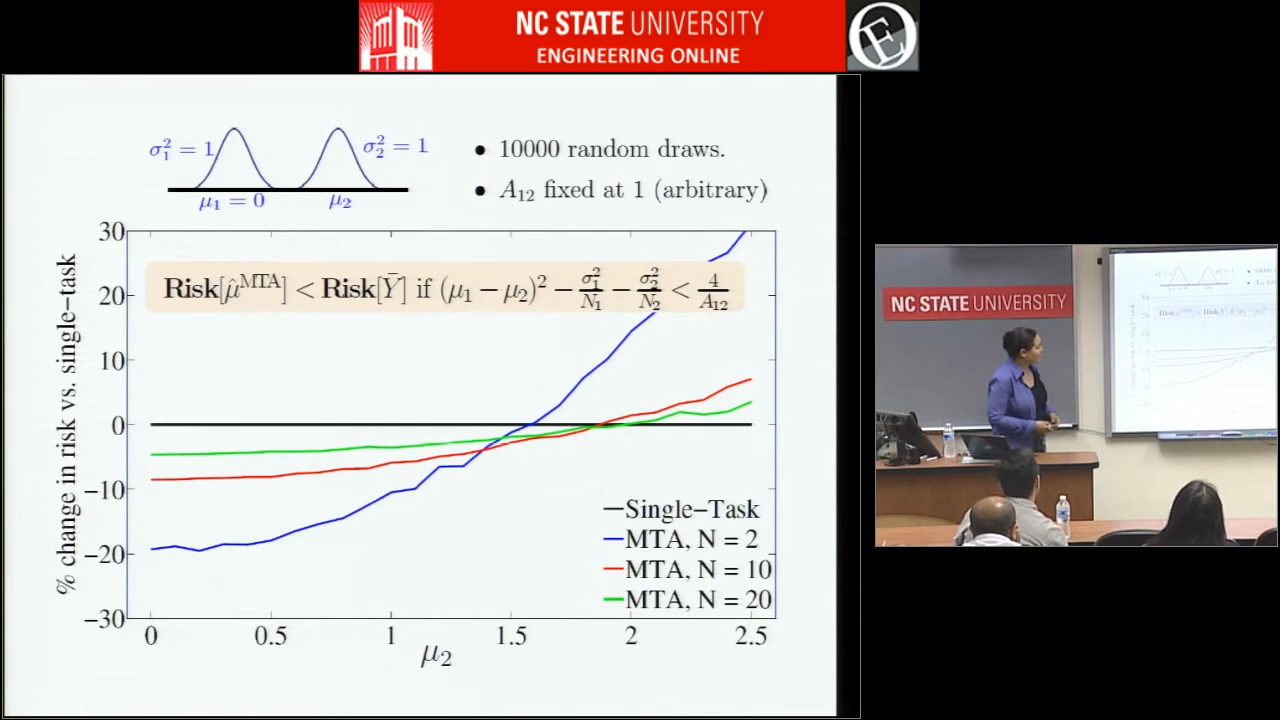 NC STATE UNIVERSITY
ENGINEERING ONLINE
OE
σ₁² = 1
σ₂² = 1
μ₁ = 0
μ₂
• 10000 random draws.
• A₁₂ fixed at 1 (arbitrary)
% change in risk vs. single-task
30
20
10
0
-10
-20
-30
Risk[μ̂^MTA] < Risk[Ȳ] if (μ₁ − μ₂)² − σ₁²/N₁ − σ₂²/N₂ < 4/A₁₂
Single-Task
MTA, N = 2
MTA, N = 10
MTA, N = 20
0 0.5 1 1.5 2 2.5
μ₂
NC STATE UNIVERSITY